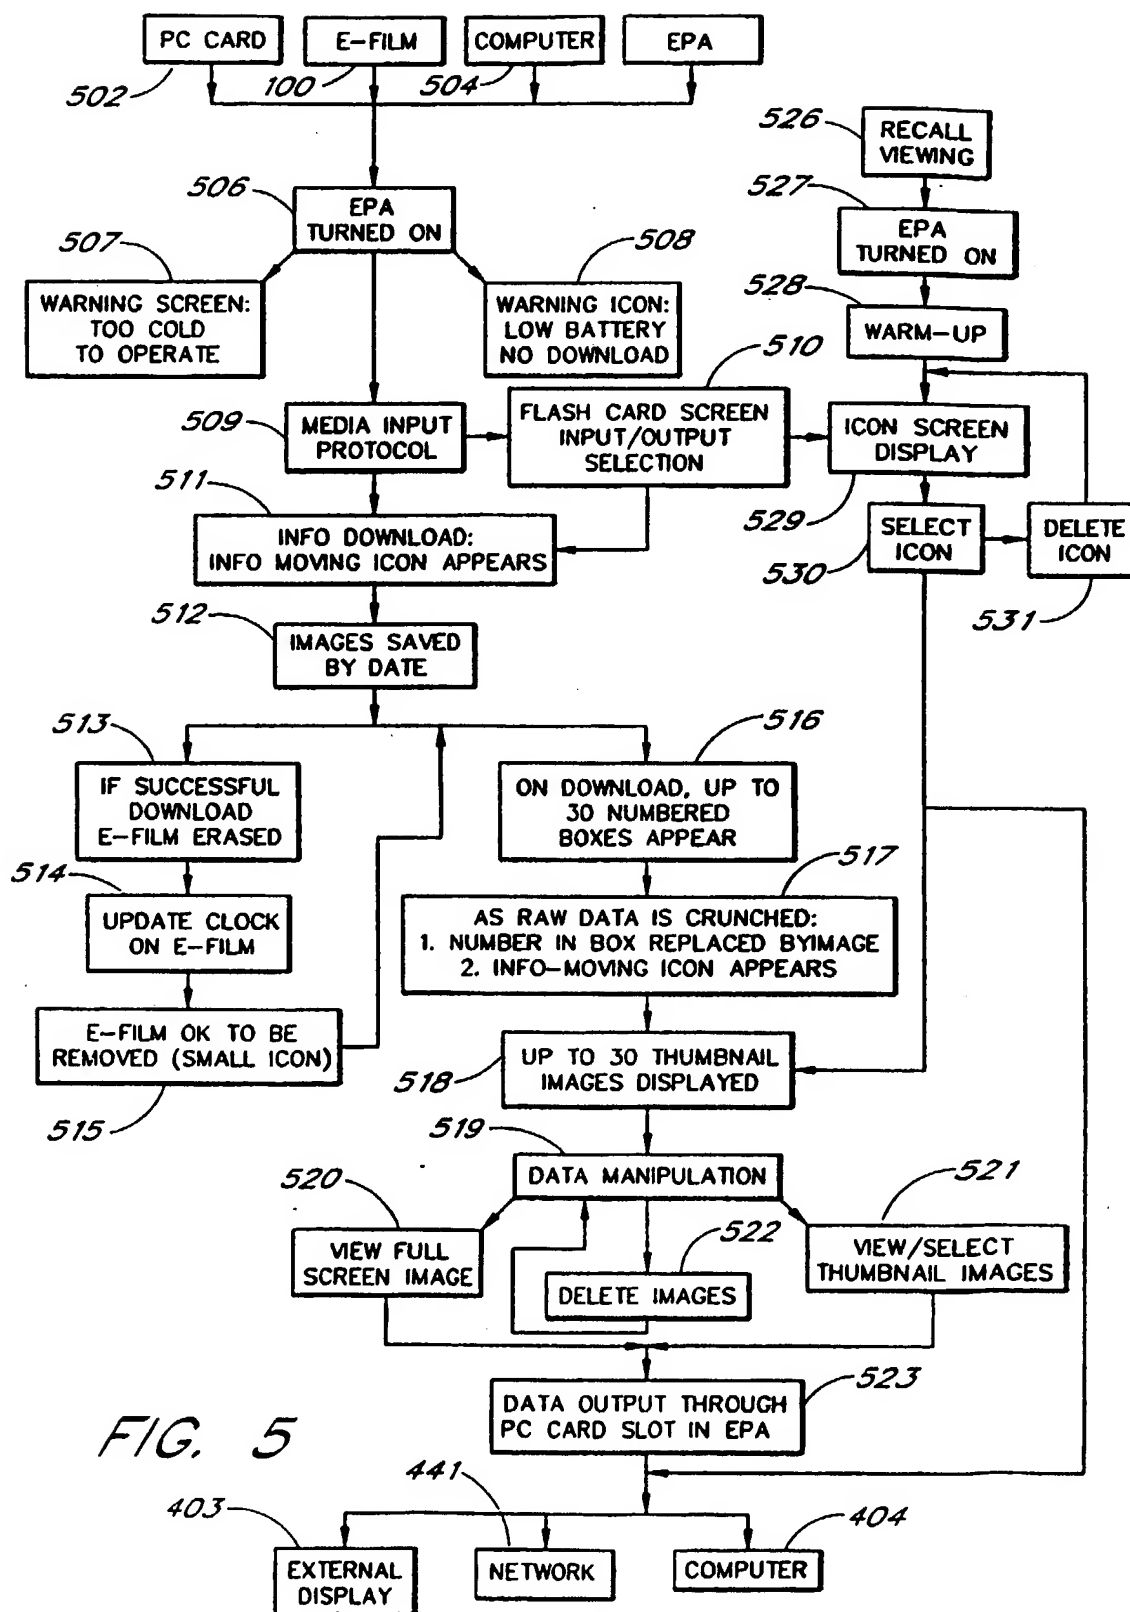 PC CARD
E-FILM
COMPUTER
EPA
502
100
504
526
RECALL
VIEWING
506
EPA
TURNED ON
527
EPA
TURNED ON
507
508
WARNING SCREEN:
TOO COLD
TO OPERATE
WARNING ICON:
LOW BATTERY
NO DOWNLOAD
528
WARM-UP
510
509
MEDIA INPUT
PROTOCOL
FLASH CARD SCREEN
INPUT/OUTPUT
SELECTION
ICON SCREEN
DISPLAY
511
529
INFO DOWNLOAD:
INFO MOVING ICON APPEARS
SELECT
ICON
530
DELETE
ICON
531
512
IMAGES SAVED
BY DATE
513
516
IF SUCCESSFUL
DOWNLOAD
E-FILM ERASED
ON DOWNLOAD, UP TO
30 NUMBERED
BOXES APPEAR
514
517
UPDATE CLOCK
ON E-FILM
AS RAW DATA IS CRUNCHED:
1. NUMBER IN BOX REPLACED BYIMAGE
2. INFO-MOVING ICON APPEARS
E-FILM OK TO BE
REMOVED (SMALL ICON)
515
518
UP TO 30 THUMBNAIL
IMAGES DISPLAYED
519
DATA MANIPULATION
520
521
522
VIEW FULL
SCREEN IMAGE
DELETE IMAGES
VIEW/SELECT
THUMBNAIL IMAGES
523
DATA OUTPUT THROUGH
PC CARD SLOT IN EPA
FIG. 5
441
403
404
EXTERNAL
DISPLAY
NETWORK
COMPUTER